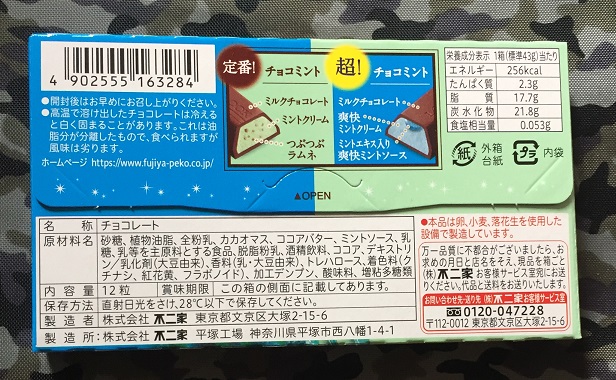 4 902555 163284
●開封後はお早めにお召し上がりください。
●高温で溶け出したチョコレートは冷える
と白く固まることがあります。これは油
脂分が分離したもので、食べられますが
風味は劣ります。
ホームページ https://www.fujiya-peko.co.jp/
定番! チョコミント
ミルクチョコレート
ミントクリーム
つぶつぶ
ラムネ
超! チョコミント
ミルクチョコレート
爽快
ミントクリーム
ミントエキス入り
爽快ミントソース
栄養成分表示 1箱(標準43g)当たり
エネルギー 256kcal
たんぱく質 2.3g
脂質 17.7g
炭水化物 21.8g
食塩相当量 0.053g
紙 外箱
台紙
プラ 内袋
▲OPEN
名称 チョコレート
原材料名 砂糖、植物油脂、全粉乳、カカオマス、ココアバター、ミントソース、乳
糖、乳等を主原料とする食品、脱脂粉乳、酒精飲料、ココア、デキストリ
ン/乳化剤(大豆由来)、香料(乳・大豆由来)、トレハロース、着色料(ク
チナシ、紅花黄、フラボノイド)、加工デンプン、酸味料、増粘多糖類
内容量 12粒 賞味期限 この箱の側面に記載してあります。
保存方法 直射日光をさけ、28℃以下で保存してください。
製造者 株式会社 不二家 東京都文京区大塚2-15-6
製造所 株式会社 不二家 平塚工場 神奈川県平塚市西八幡1-4-1
●本品は卵、小麦、落花生を使用した
設備で製造しています。
万一品質に不都合がございましたら、お
求めの月日と店名をそえ、現品を箱ごと
(株)不二家お客様サービス室宛にお送り
ください。代品と送料をお送りいたします。
お問い合わせ先・送り先(株)不二家お客様サービス室
0120-047228
〒112-0012 東京都文京区大塚2-15-6